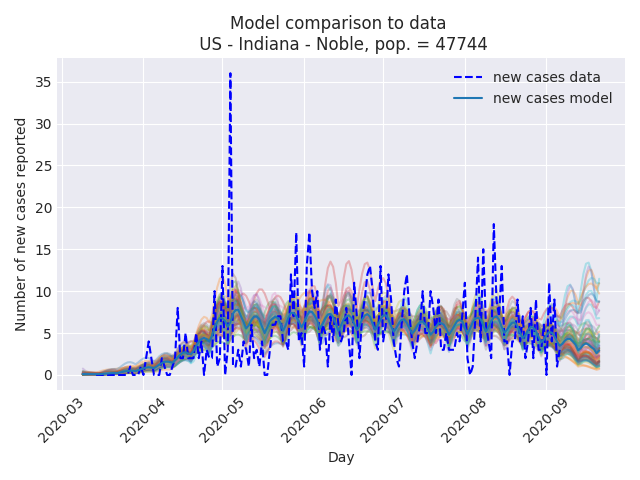 Model comparison to data
US - Indiana - Noble, pop. = 47744
new cases data
new cases model
Number of new cases reported
35
30
25
20
15
10
5
0
2020-03
2020-04
2020-05
2020-06
2020-07
2020-08
2020-09
Day